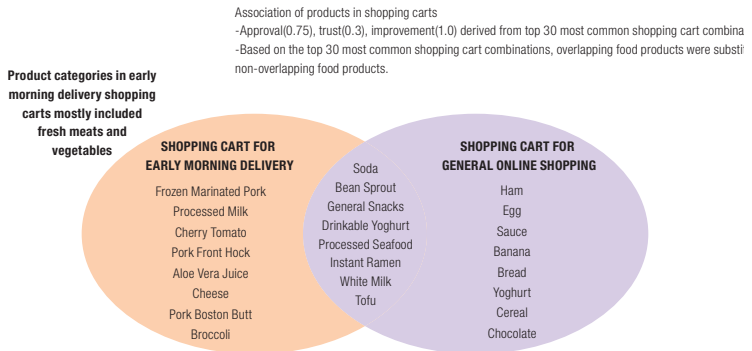 Association of products in shopping carts
-Approval(0.75), trust(0.3), improvement(1.0) derived from top 30 most common shopping cart
-Based on the top 30 most common shopping cart combinations, overlapping food products were
non-overlapping food products.
Product categories in early
morning delivery shopping
carts mostly included
fresh meats and
vegetables
SHOPPING CART FOR
EARLY MORNING DELIVERY
Frozen Marinated Pork
Processed Milk
Cherry Tomato
Pork Front Hock
Aloe Vera Juice
Cheese
Pork Boston Butt
Broccoli
Soda
Bean Sprout
General Snacks
Drinkable Yoghurt
Processed Seafood
Instant Ramen
White Milk
Tofu
SHOPPING CART FOR
GENERAL ONLINE SHOPPING
Ham
Egg
Sauce
Banana
Bread
Yoghurt
Cereal
Chocolate